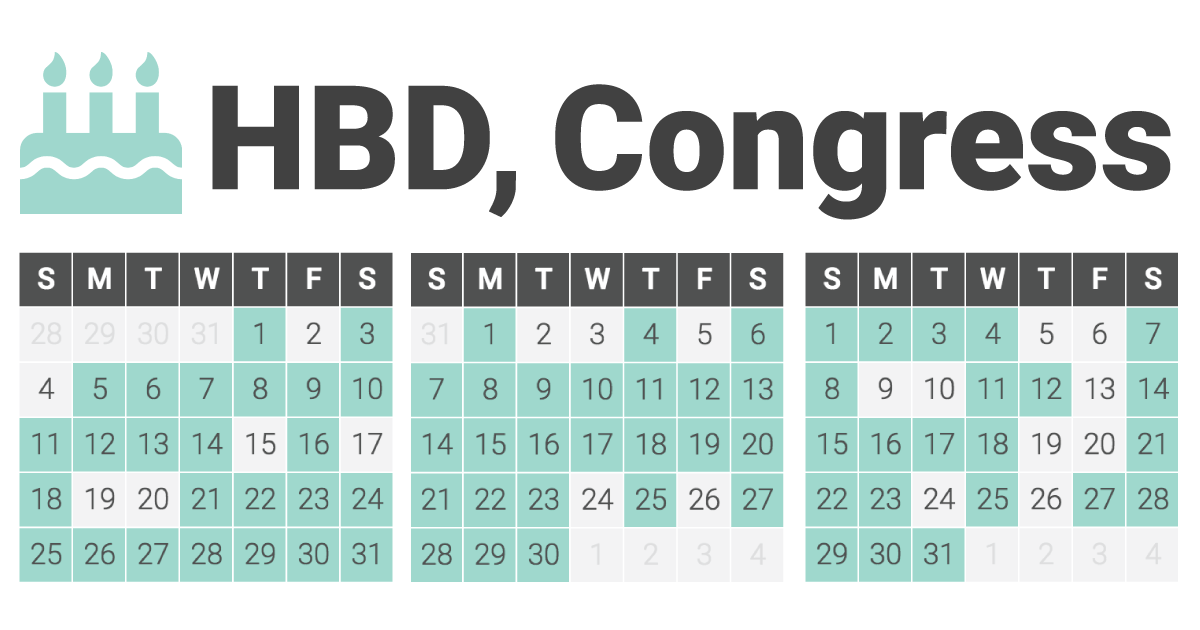 HBD, Congress
S M T W T F S
28 29 30 31 1 2 3
4 5 6 7 8 9 10
11 12 13 14 15 16 17
18 19 20 21 22 23 24
25 26 27 28 29 30 31
S M T W T F S
31 1 2 3 4 5 6
7 8 9 10 11 12 13
14 15 16 17 18 19 20
21 22 23 24 25 26 27
28 29 30 1 2 3 4
S M T W T F S
1 2 3 4 5 6 7
8 9 10 11 12 13 14
15 16 17 18 19 20 21
22 23 24 25 26 27 28
29 30 31 1 2 3 4